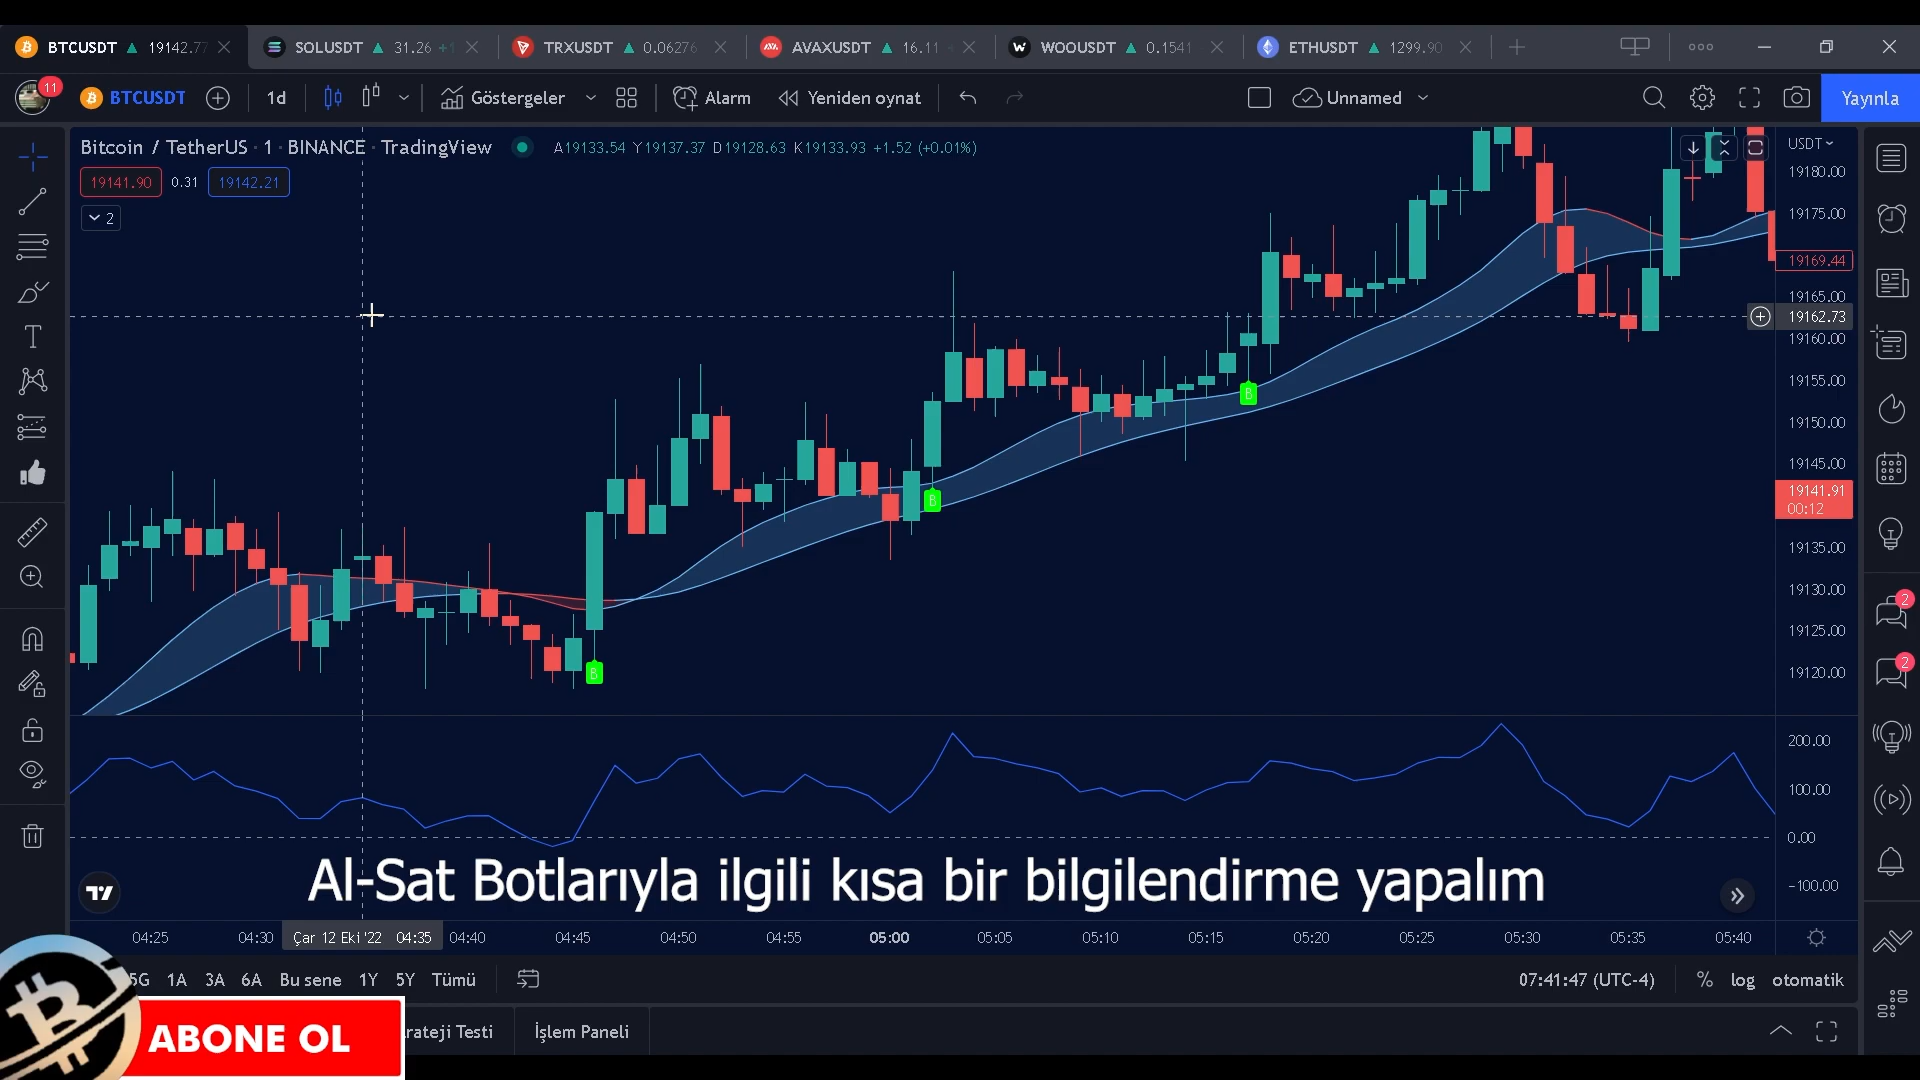 BTCUSDT ▲ 19142.77
SOLUSDT ▲ 31.26
TRXUSDT ▲ 0.06276
AVAXUSDT ▲ 16.11
WOOUSDT ▲ 0.1541
ETHUSDT ▲ 1299.90
11
BTCUSDT
1d
Göstergeler
Alarm
Yeniden oynat
Unnamed
Yayınla
Bitcoin / TetherUS · 1 · BINANCE · TradingView
A19133.54 Y19137.37 D19128.63 K19133.93 +1.52 (+0.01%)
19141.90 0.31 19142.21
2
USDT
19180.00
19175.00
19169.44
19165.00
19162.73
19160.00
19155.00
19150.00
19145.00
19141.91
00:12
19135.00
19130.00
19125.00
19120.00
B
B
B
200.00
100.00
0.00
-100.00
2
2
Al-Sat Botlarıyla ilgili kısa bir bilgilendirme yapalım
04:25 04:30 Çar 12 Eki '22 04:35 04:40 04:45 04:50 04:55 05:00 05:05 05:10 05:15 05:20 05:25 05:30 05:35 05:40
5G 1A 3A 6A Bu sene 1Y 5Y Tümü
07:41:47 (UTC-4) % log otomatik
rateji Testi
İşlem Paneli
ABONE OL